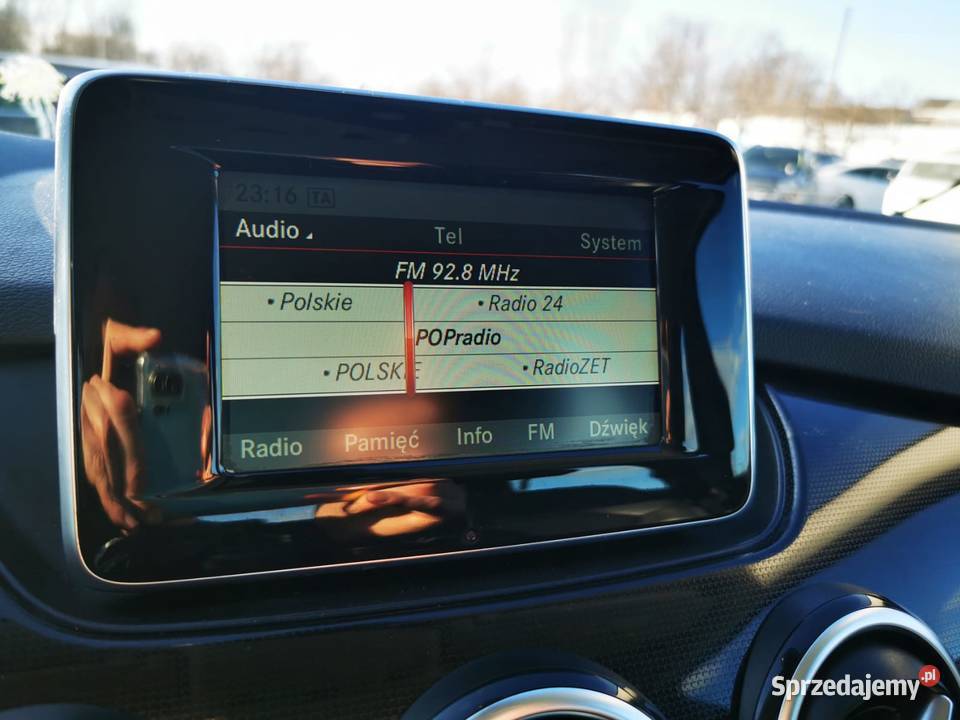 23:16 TA
Audio Tel System
FM 92.8 MHz
• Polskie • Radio 24
POPradio
• POLSKIE • RadioZET
Radio Pamięć Info FM Dźwięk
Sprzedajemy.pl